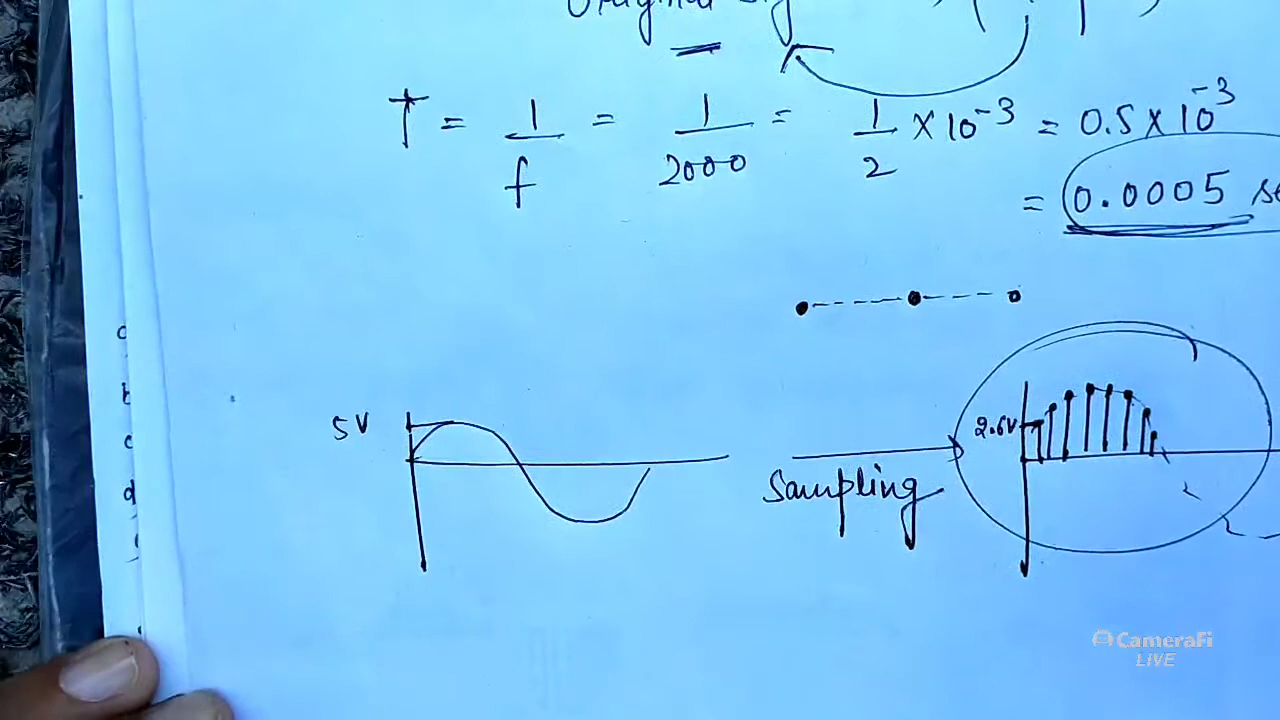 Original
T = 1/f = 1/2000 = 1/2 × 10⁻³ = 0.5 × 10⁻³
= 0.0005
5V
2.6V
Sampling
c
b
c
d
CameraFi
LIVE